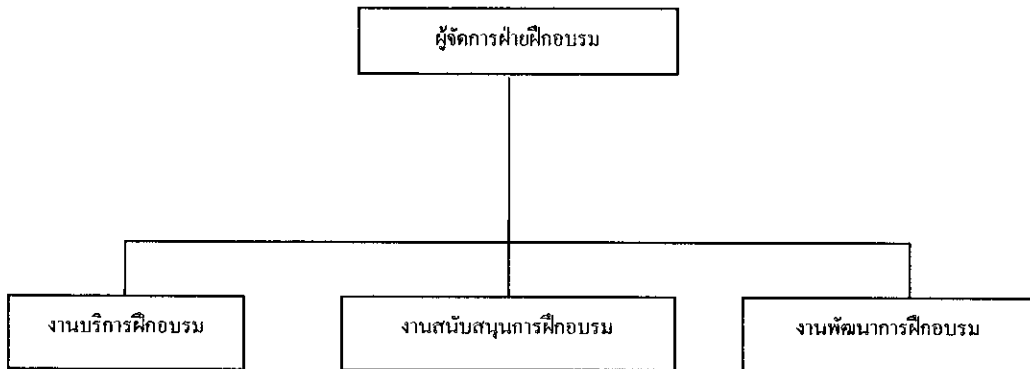 ผู้จัดการฝ่ายฝึกอบรม
งานบริการฝึกอบรม
งานสนับสนุนการฝึกอบรม
งานพัฒนาการฝึกอบรม